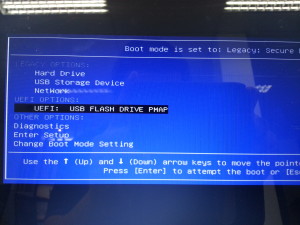 Boot mode is set to: Legacy; Secure
LEGACY OPTIONS:
Hard Drive
USB Storage Device
Network
UEFI OPTIONS:
UEFI: USB FLASH DRIVE PMAP
OTHER OPTIONS:
Diagnostics
Enter Setup
Change Boot Mode Setting
Use the ↑ (Up) and ↓ (Down) arrow keys to move the point
Press [Enter] to attempt the boot or [Es